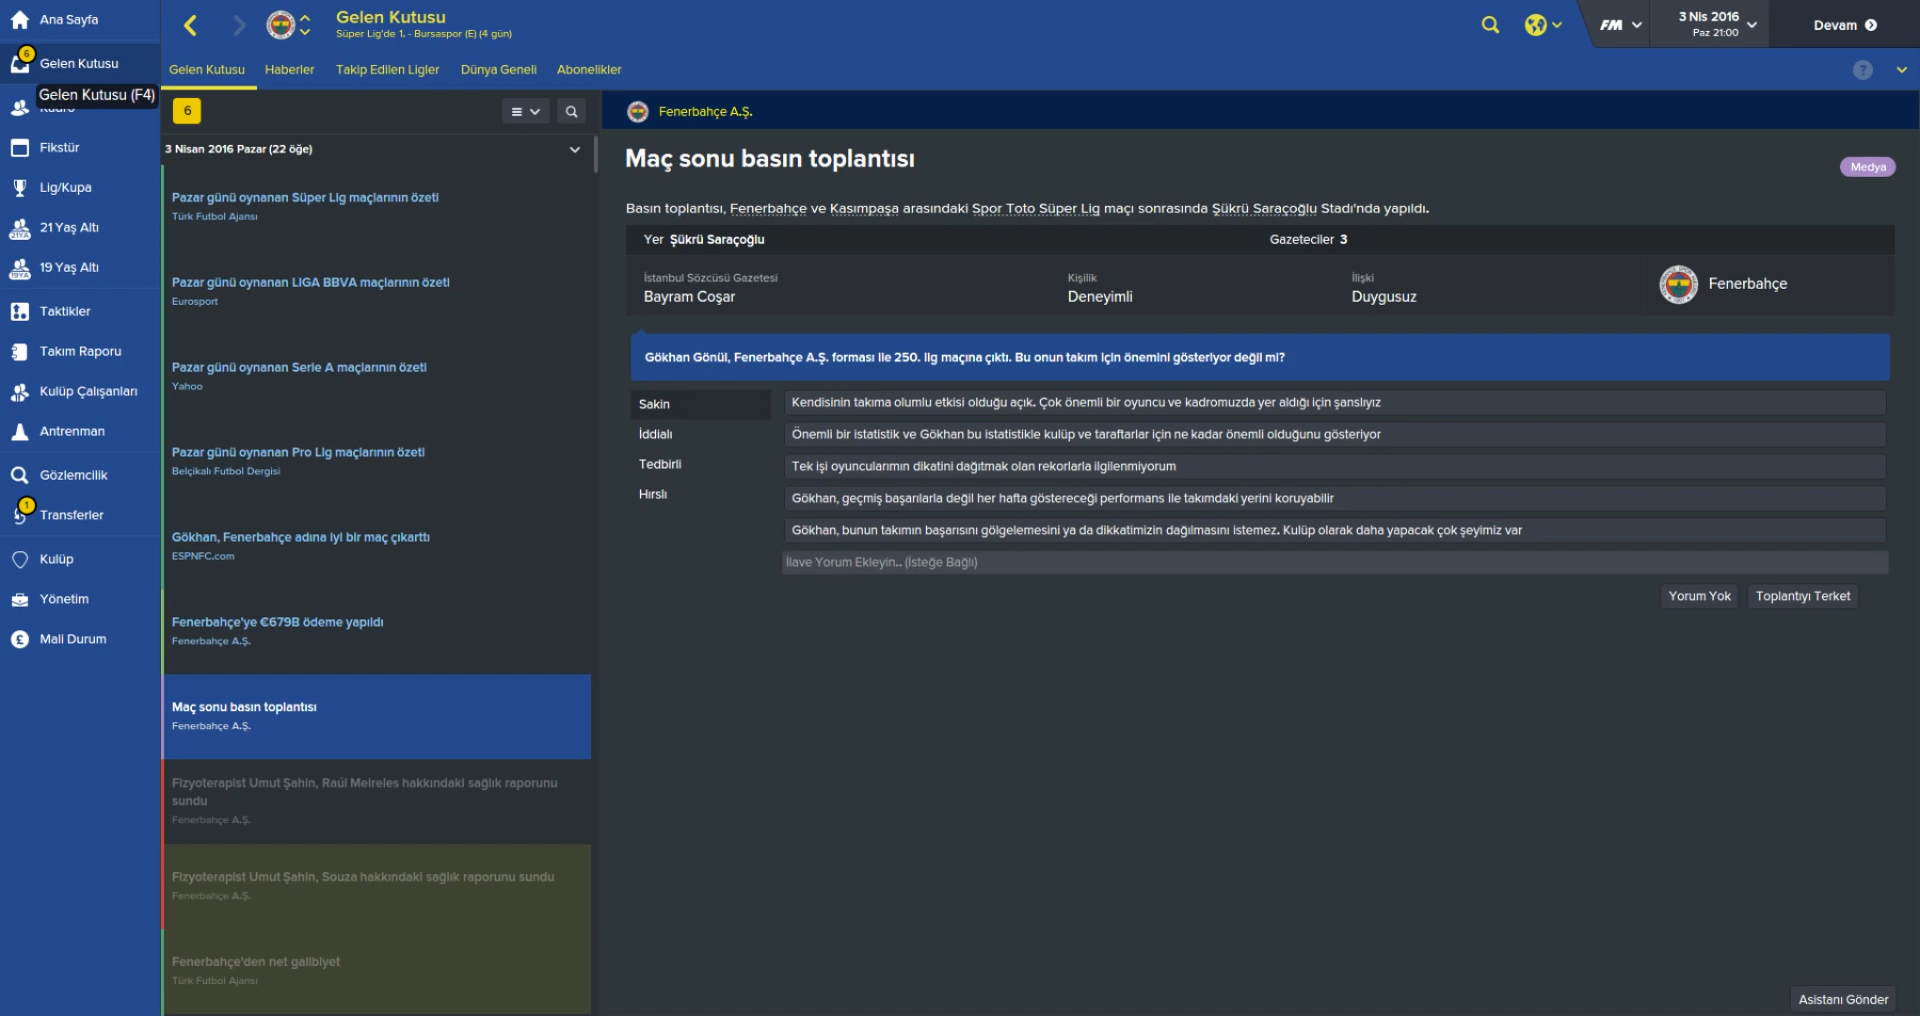 Ana Sayfa
6
Gelen Kutusu
Gelen Kutusu (F4)
Fikstür
Lig/Kupa
21 Yaş Altı
19 Yaş Altı
Taktikler
Takım Raporu
Kulüp Çalışanları
Antrenman
Gözlemcilik
1
Transferler
Kulüp
Yönetim
Mali Durum
Gelen Kutusu
Süper Lig'de 1. - Bursaspor (E) (4 gün)
FM
3 Nis 2016
Paz 21:00
Devam
Gelen Kutusu Haberler Takip Edilen Ligler Dünya Geneli Abonelikler
?
6
3 Nisan 2016 Pazar (22 öğe)
Pazar günü oynanan Süper Lig maçlarının özeti
Türk Futbol Ajansı
Pazar günü oynanan LIGA BBVA maçlarının özeti
Eurosport
Pazar günü oynanan Serie A maçlarının özeti
Yahoo
Pazar günü oynanan Pro Lig maçlarının özeti
Belçikalı Futbol Dergisi
Gökhan, Fenerbahçe adına iyi bir maç çıkarttı
ESPNFC.com
Fenerbahçe'ye €679B ödeme yapıldı
Fenerbahçe A.Ş.
Maç sonu basın toplantısı
Fenerbahçe A.Ş.
Fizyoterapist Umut Şahin, Raúl Meireles hakkındaki sağlık raporunu
sundu
Fenerbahçe A.Ş.
Fizyoterapist Umut Şahin, Souza hakkındaki sağlık raporunu sundu
Fenerbahçe A.Ş.
Fenerbahçe'den net galibiyet
Türk Futbol Ajansı
Fenerbahçe A.Ş.
Maç sonu basın toplantısı
Medya
Basın toplantısı, Fenerbahçe ve Kasımpaşa arasındaki Spor Toto Süper Lig maçı sonrasında Şükrü Saraçoğlu Stadı'nda yapıldı.
Yer Şükrü Saraçoğlu
Gazeteciler 3
İstanbul Sözcüsü Gazetesi
Bayram Coşar
Kişilik
Deneyimli
İlişki
Duygusuz
Fenerbahçe
Gökhan Gönül, Fenerbahçe A.Ş. forması ile 250. lig maçına çıktı. Bu onun takım için önemini gösteriyor değil mi?
Sakin
İddialı
Tedbirli
Hırslı
Kendisinin takıma olumlu etkisi olduğu açık. Çok önemli bir oyuncu ve kadromuzda yer aldığı için şanslıyız
Önemli bir istatistik ve Gökhan bu istatistikle kulüp ve taraftarlar için ne kadar önemli olduğunu gösteriyor
Tek işi oyuncularımın dikatini dağıtmak olan rekorlarla ilgilenmiyorum
Gökhan, geçmiş başarılarla değil her hafta göstereceği performans ile takımdaki yerini koruyabilir
Gökhan, bunun takımın başarısını gölgelemesini ya da dikkatimizin dağılmasını istemez. Kulüp olarak daha yapacak çok şeyimiz var
İlave Yorum Ekleyin.. (İsteğe Bağlı)
Yorum Yok
Toplantıyı Terket
Asistanı Gönder